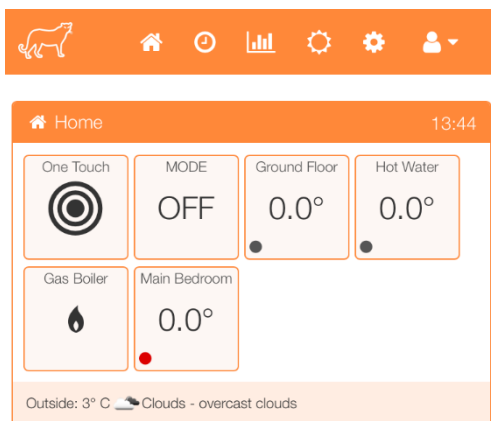 Home 13:44
One Touch MODE Ground Floor Hot Water
OFF 0.0° 0.0°
Gas Boiler Main Bedroom
0.0°
Outside: 3° C Clouds - overcast clouds